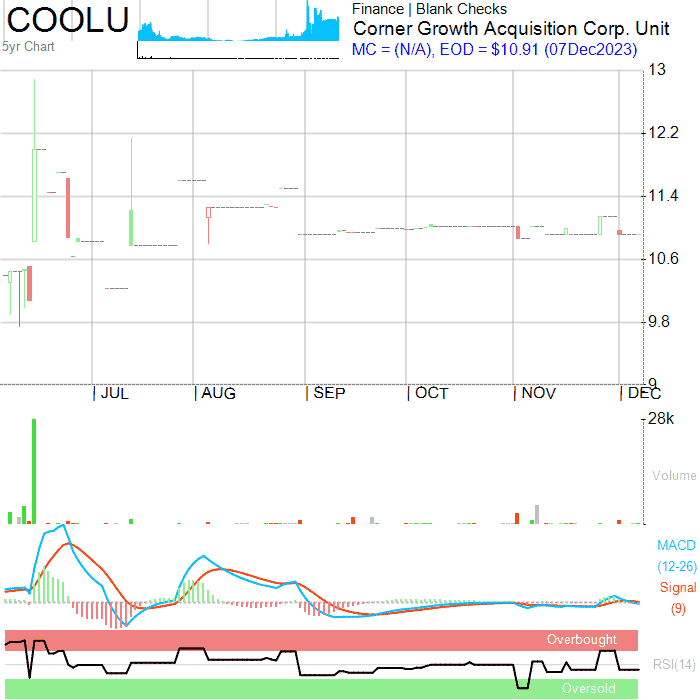 COOLU
5yr Chart
Finance | Blank Checks
Corner Growth Acquisition Corp. Unit
MC = (N/A), EOD = $10.91 (07Dec2023)
13
12.2
11.4
10.6
9.8
9
JUL AUG SEP OCT NOV DEC
28k
Volume
MACD
(12-26)
Signal
(9)
Overbought
RSI(14)
Oversold